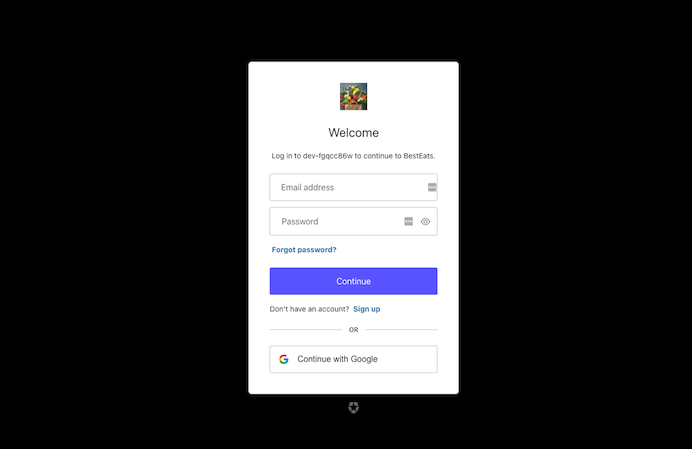 Welcome
Log in to dev-fgqcc86w to continue to BestEats.
Email address
Password
Forgot password?
Continue
Don't have an account? Sign up
OR
Continue with Google